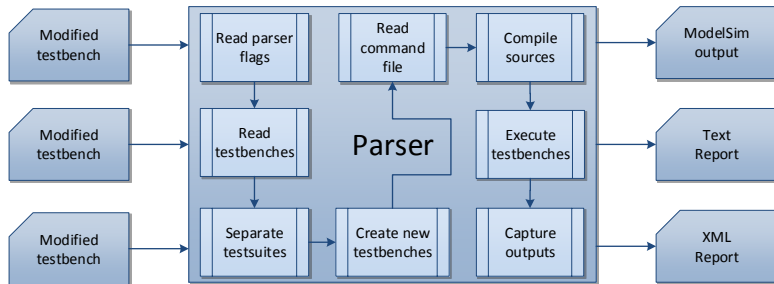 Modified
testbench
Modified
testbench
Modified
testbench
Read parser
flags
Read
testbenches
Separate
testsuites
Create new
testbenches
Read
command
file
Parser
Compile
sources
Execute
testbenches
Capture
outputs
ModelSim
output
Text
Report
XML
Report